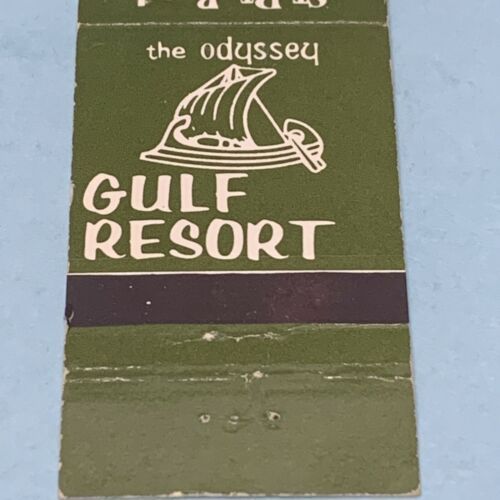 the odyssey
GULF
RESORT